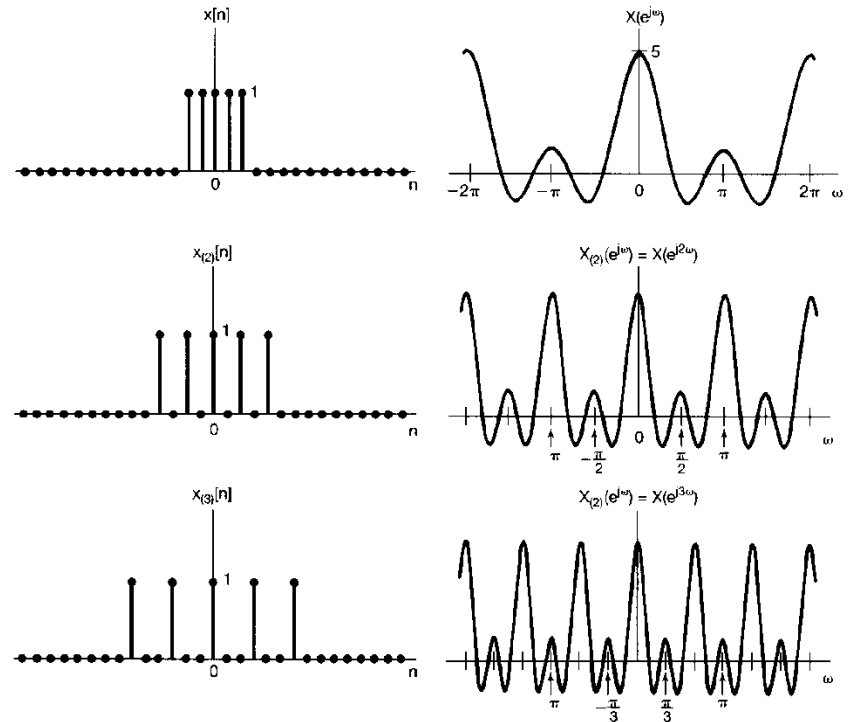 x[n]
1
0
n
X(e^{jω})
5
−2π
−π
0
π
2π
ω
x_{(2)}[n]
1
0
n
X_{(2)}(e^{jω}) = X(e^{j2ω})
π
−π/2
0
π/2
π
ω
x_{(3)}[n]
1
0
n
X_{(2)}(e^{jω}) = X(e^{j3ω})
π
−π/3
0
π/3
π
ω